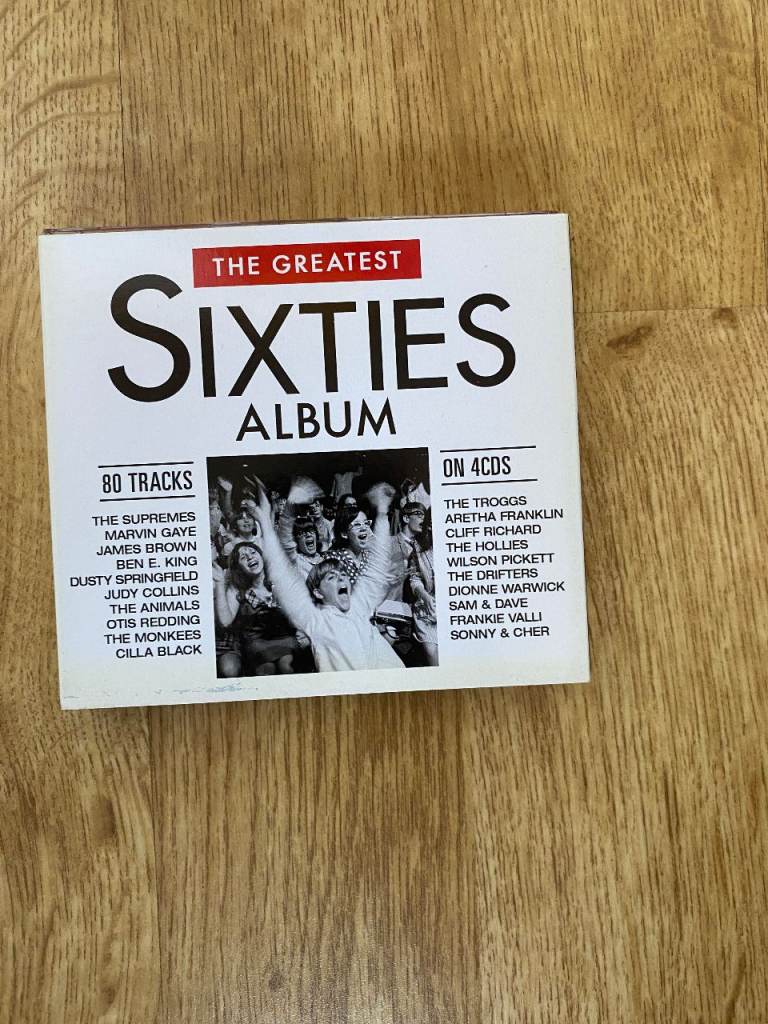 THE GREATEST
SIXTIES
ALBUM
80 TRACKS
THE SUPREMES
MARVIN GAYE
JAMES BROWN
BEN E. KING
DUSTY SPRINGFIELD
JUDY COLLINS
THE ANIMALS
OTIS REDDING
THE MONKEES
CILLA BLACK
ON 4CDS
THE TROGGS
ARETHA FRANKLIN
CLIFF RICHARD
THE HOLLIES
WILSON PICKETT
THE DRIFTERS
DIONNE WARWICK
SAM & DAVE
FRANKIE VALLI
SONNY & CHER